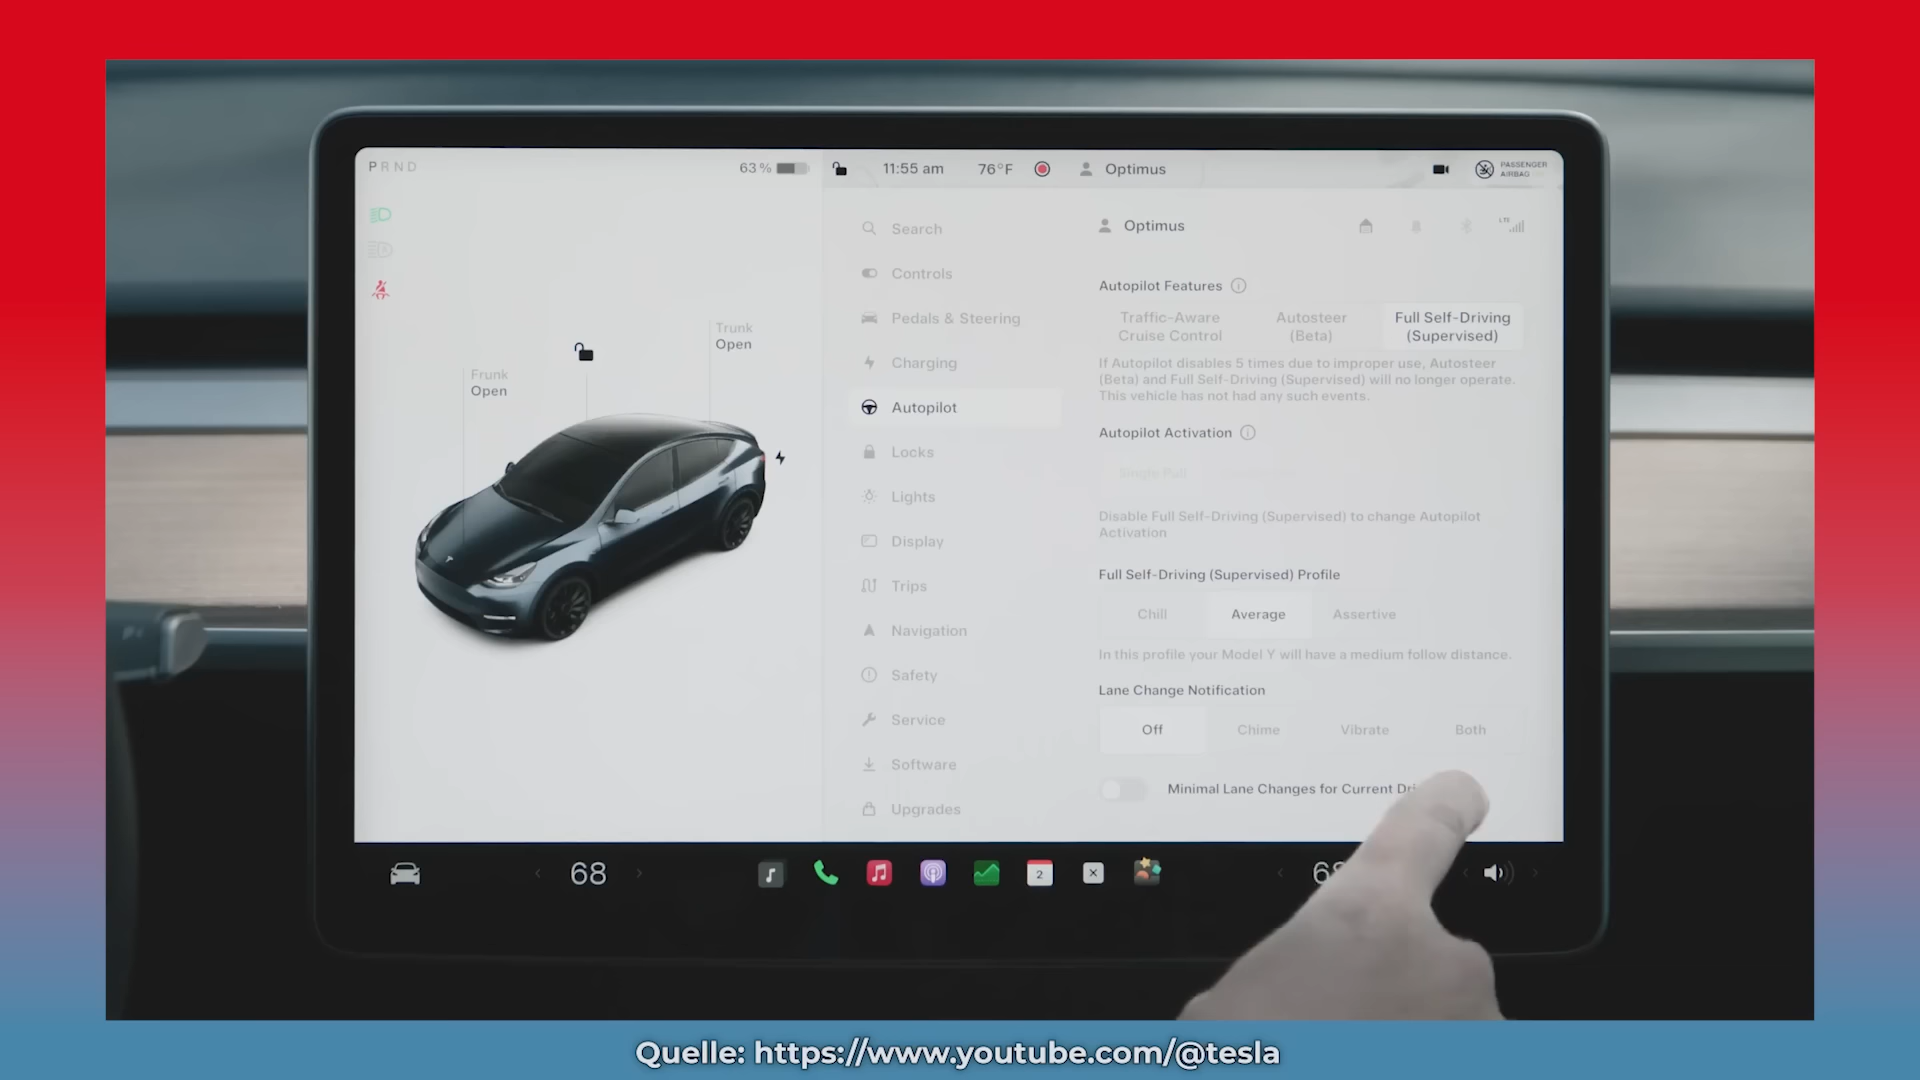 PRND
63 %
11:55 am
76°F
Optimus
PASSENGER
AIRBAG
Trunk
Open
Frunk
Open
Search
Controls
Pedals & Steering
Charging
Autopilot
Locks
Lights
Display
Trips
Navigation
Safety
Service
Software
Upgrades
Optimus
LTE
Autopilot Features
Traffic-Aware
Cruise Control
Autosteer
(Beta)
Full Self-Driving
(Supervised)
If Autopilot disables 5 times due to improper use, Autosteer
(Beta) and Full Self-Driving (Supervised) will no longer operate.
This vehicle has not had any such events.
Autopilot Activation
Single Pull
Disable Full Self-Driving (Supervised) to change Autopilot
Activation
Full Self-Driving (Supervised) Profile
Chill
Average
Assertive
In this profile your Model Y will have a medium follow distance.
Lane Change Notification
Off
Chime
Vibrate
Both
Minimal Lane Changes for Current
68
2
Quelle: https://www.youtube.com/@tesla